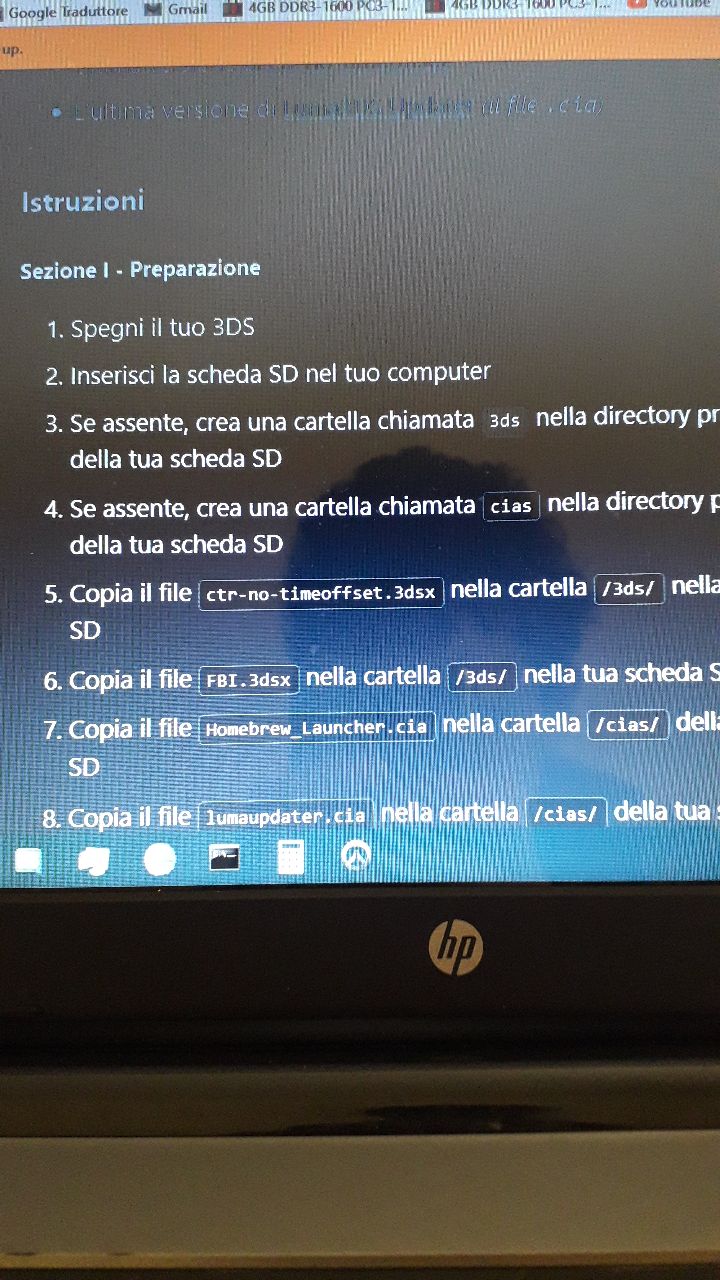 Google Traduttore Gmail 4GB DDR3-1600 PC3-1... 4GB DDR3-1600 PC3-1... YouTube
up.
L'ultima versione di Luma3DS Updater (il file .cia)
Istruzioni
Sezione I - Preparazione
1. Spegni il tuo 3DS
2. Inserisci la scheda SD nel tuo computer
3. Se assente, crea una cartella chiamata 3ds nella directory pr
della tua scheda SD
4. Se assente, crea una cartella chiamata cias nella directory p
della tua scheda SD
5. Copia il file ctr-no-timeoffset.3dsx nella cartella /3ds/ nella
SD
6. Copia il file FBI.3dsx nella cartella /3ds/ nella tua scheda S
7. Copia il file Homebrew_Launcher.cia nella cartella /cias/ della
SD
8. Copia il file lumaupdater.cia nella cartella /cias/ della tua s
hp